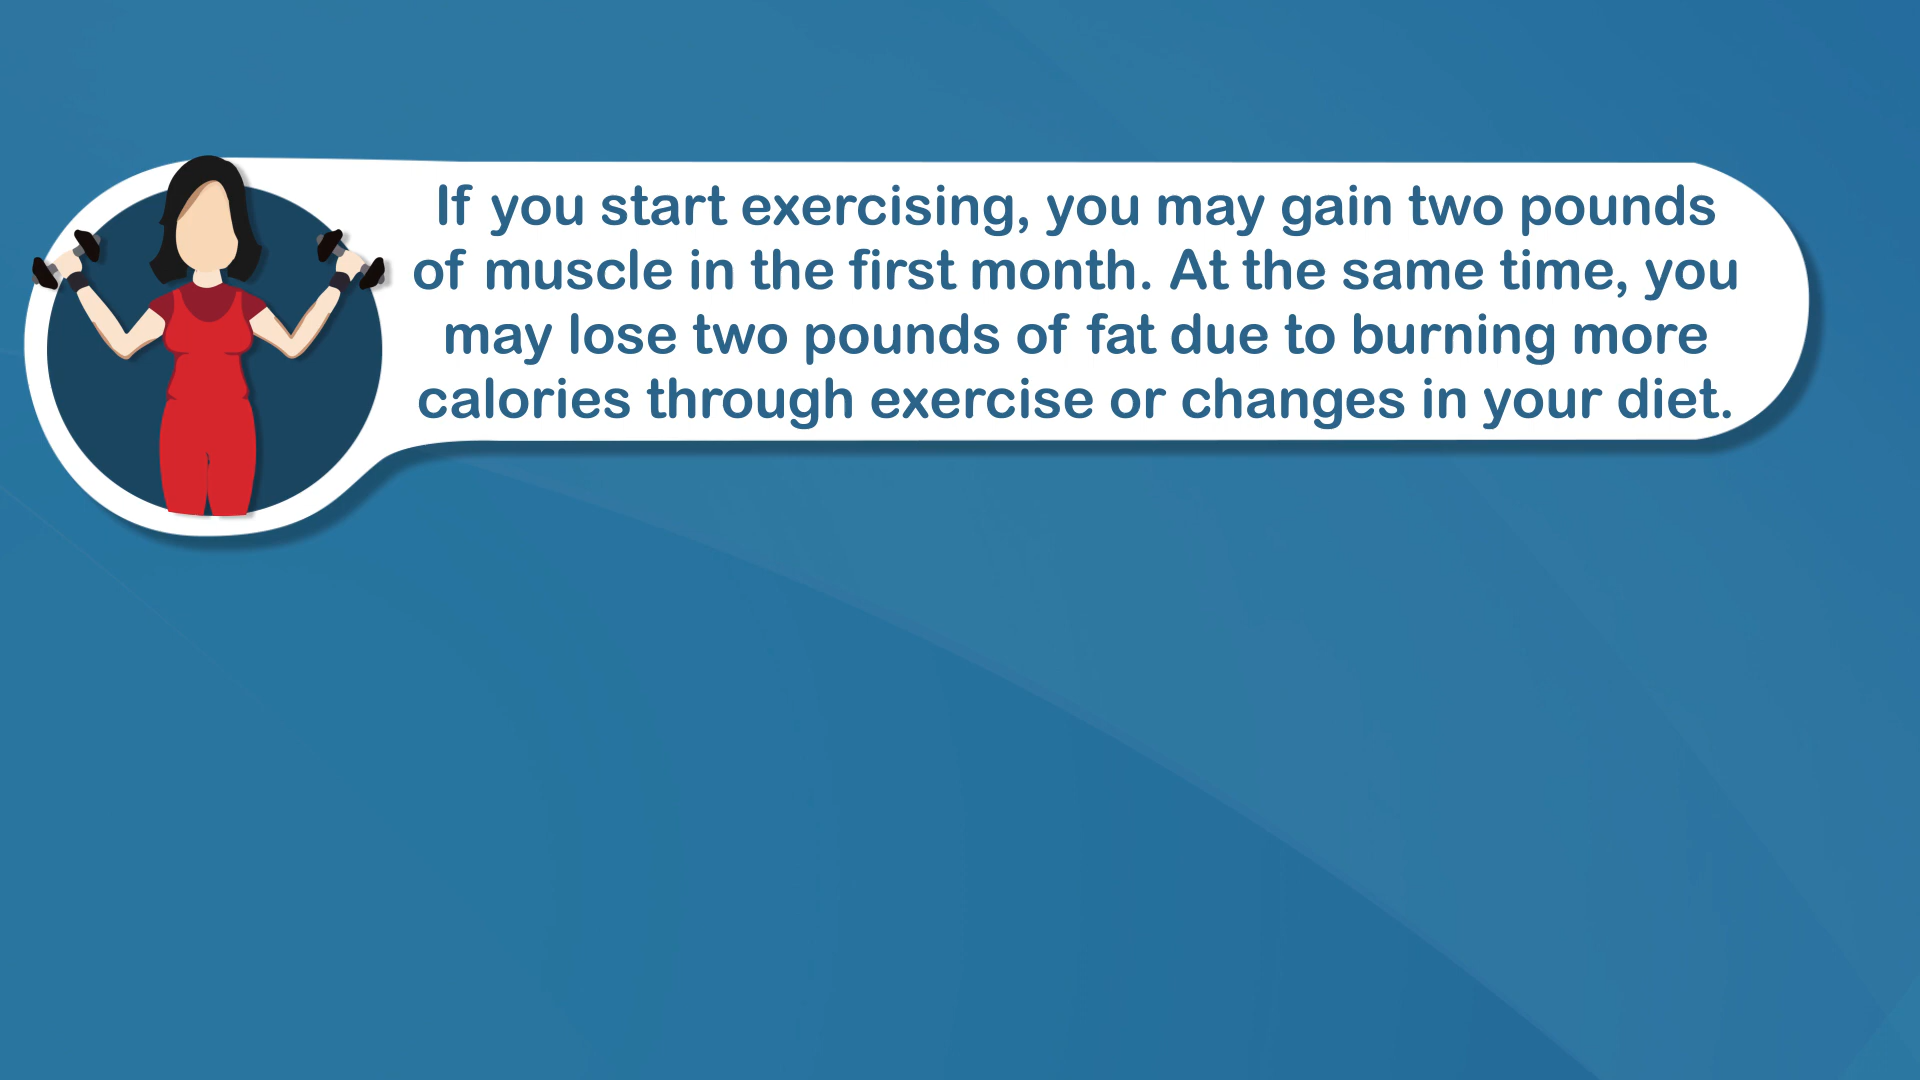 If you start exercising, you may gain two pounds
of muscle in the first month. At the same time, you
may lose two pounds of fat due to burning more
calories through exercise or changes in your diet.